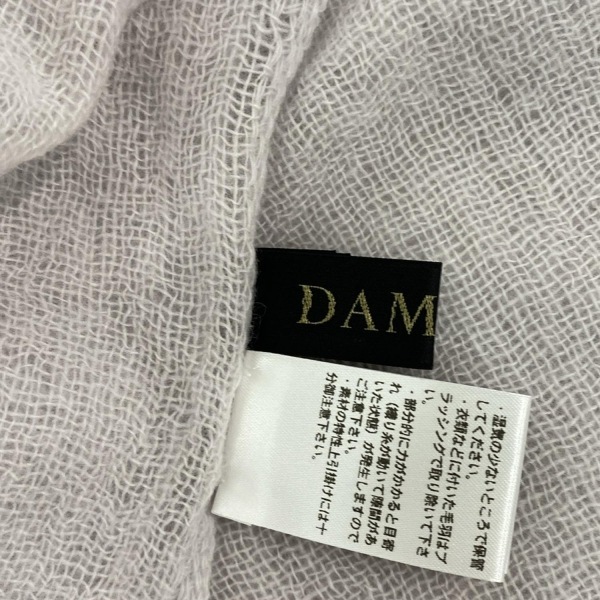 DAM
・湿気の少ないところで保管
してください。
・衣類などに付いた毛羽はブ
ラッシングで取り除いて下さ
い。
・部分的に力がかかると目寄
れ（織り糸が動いて隙間があ
いた状態）が発生しますので
ご注意下さい。
・素材の特性上引掛けには十
分御注意下さい。